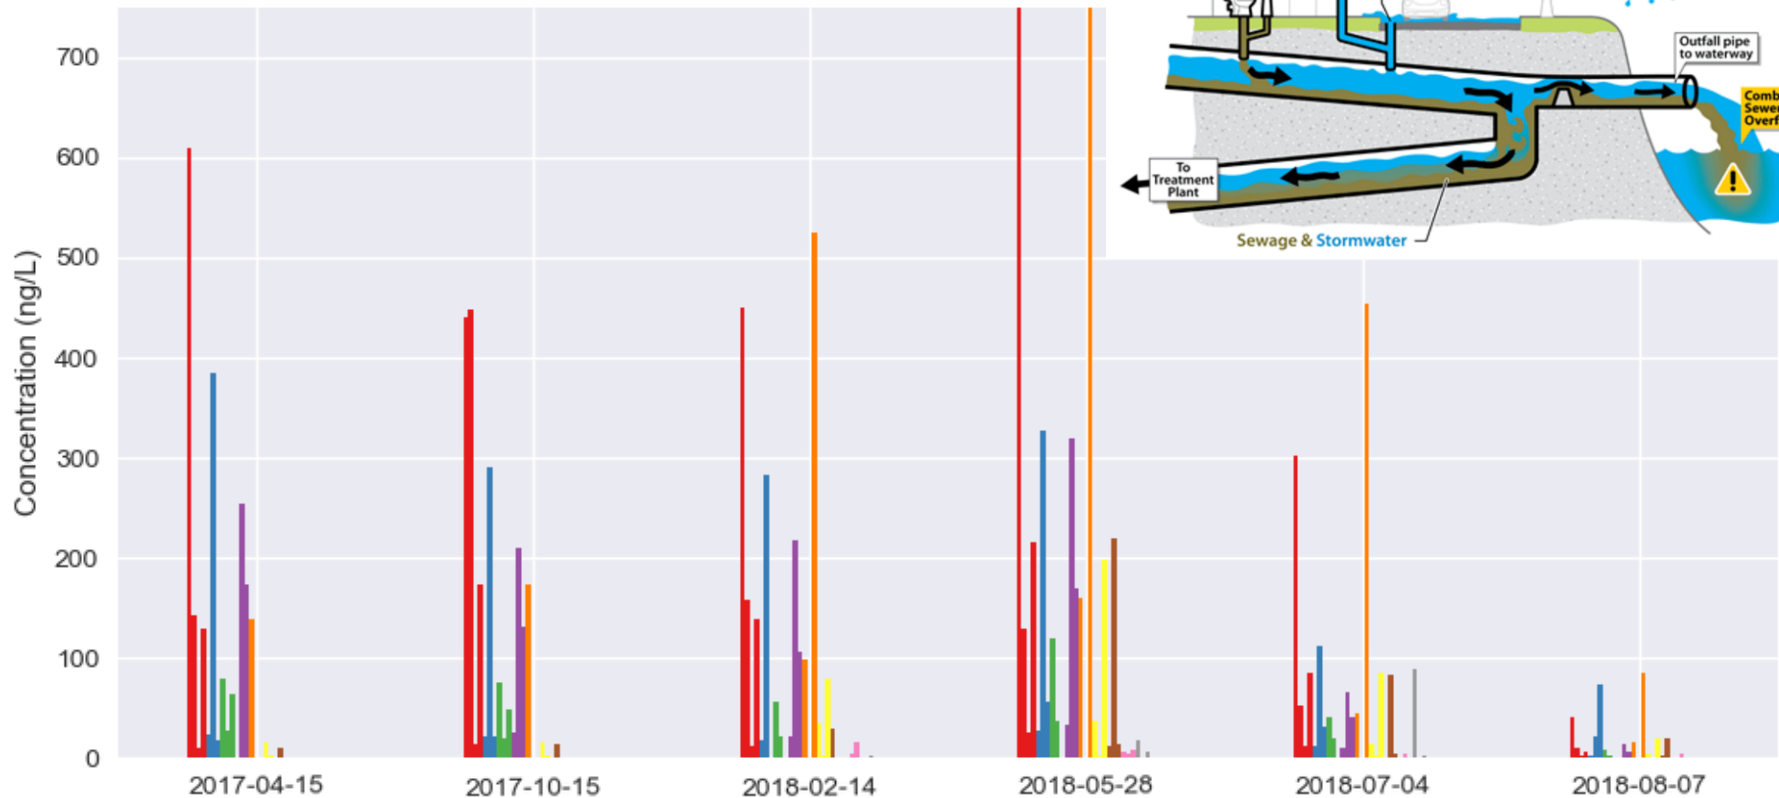 700
600
500
400
300
200
100
0
Concentration (ng/L)
2017-04-15
2017-10-15
2018-02-14
2018-05-28
2018-07-04
2018-08-07
Outfall pipe
to waterway
To
Treatment
Plant
Sewage & Stormwater